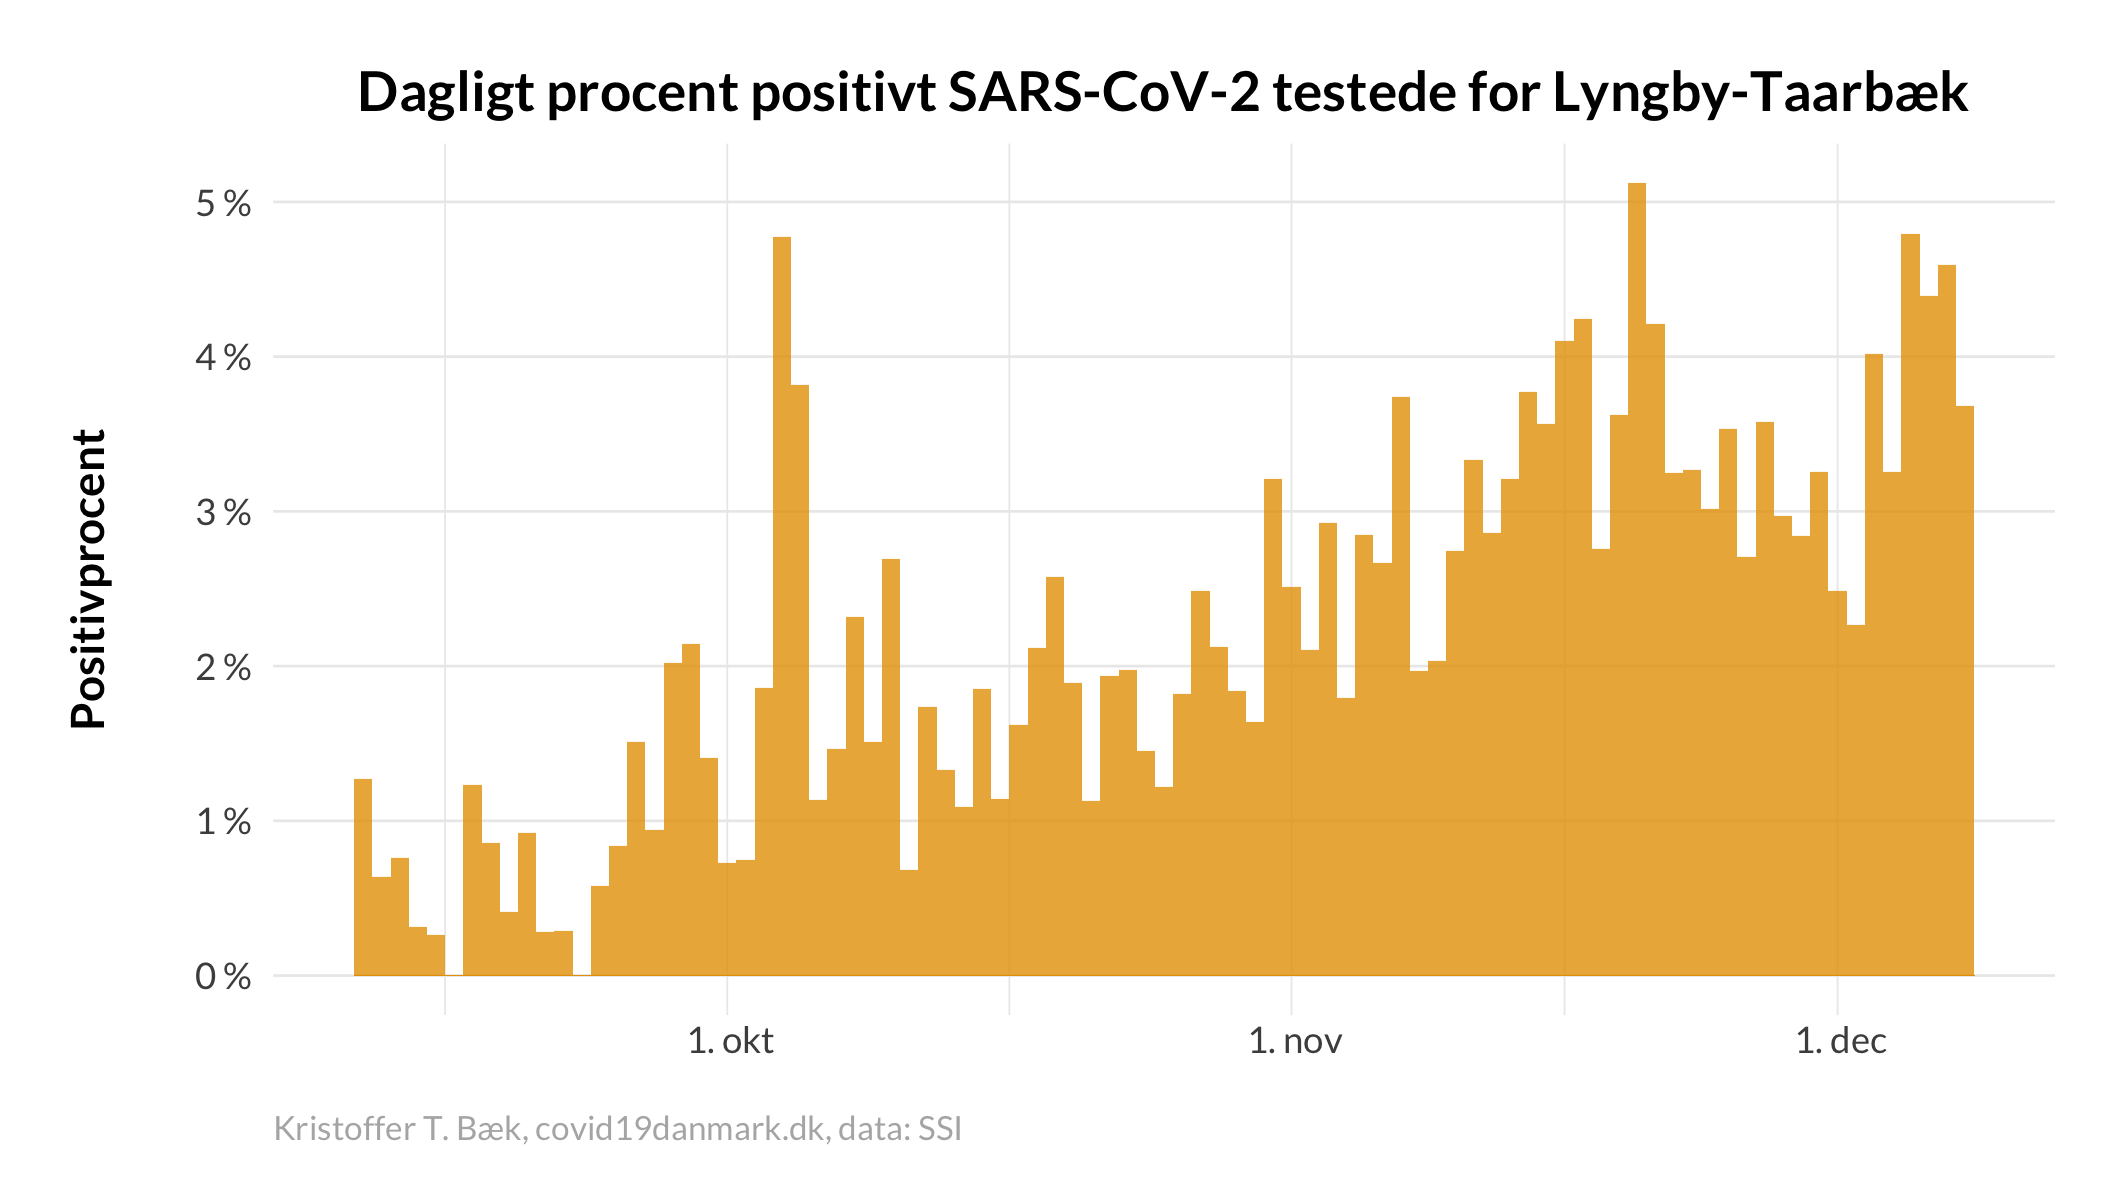 Dagligt procent positivt SARS-CoV-2 testede for Lyngby-Taarbæk
Positivprocent
5 %
4 %
3 %
2 %
1 %
0 %
1. okt
1. nov
1. dec
Kristoffer T. Bæk, covid19danmark.dk, data: SSI